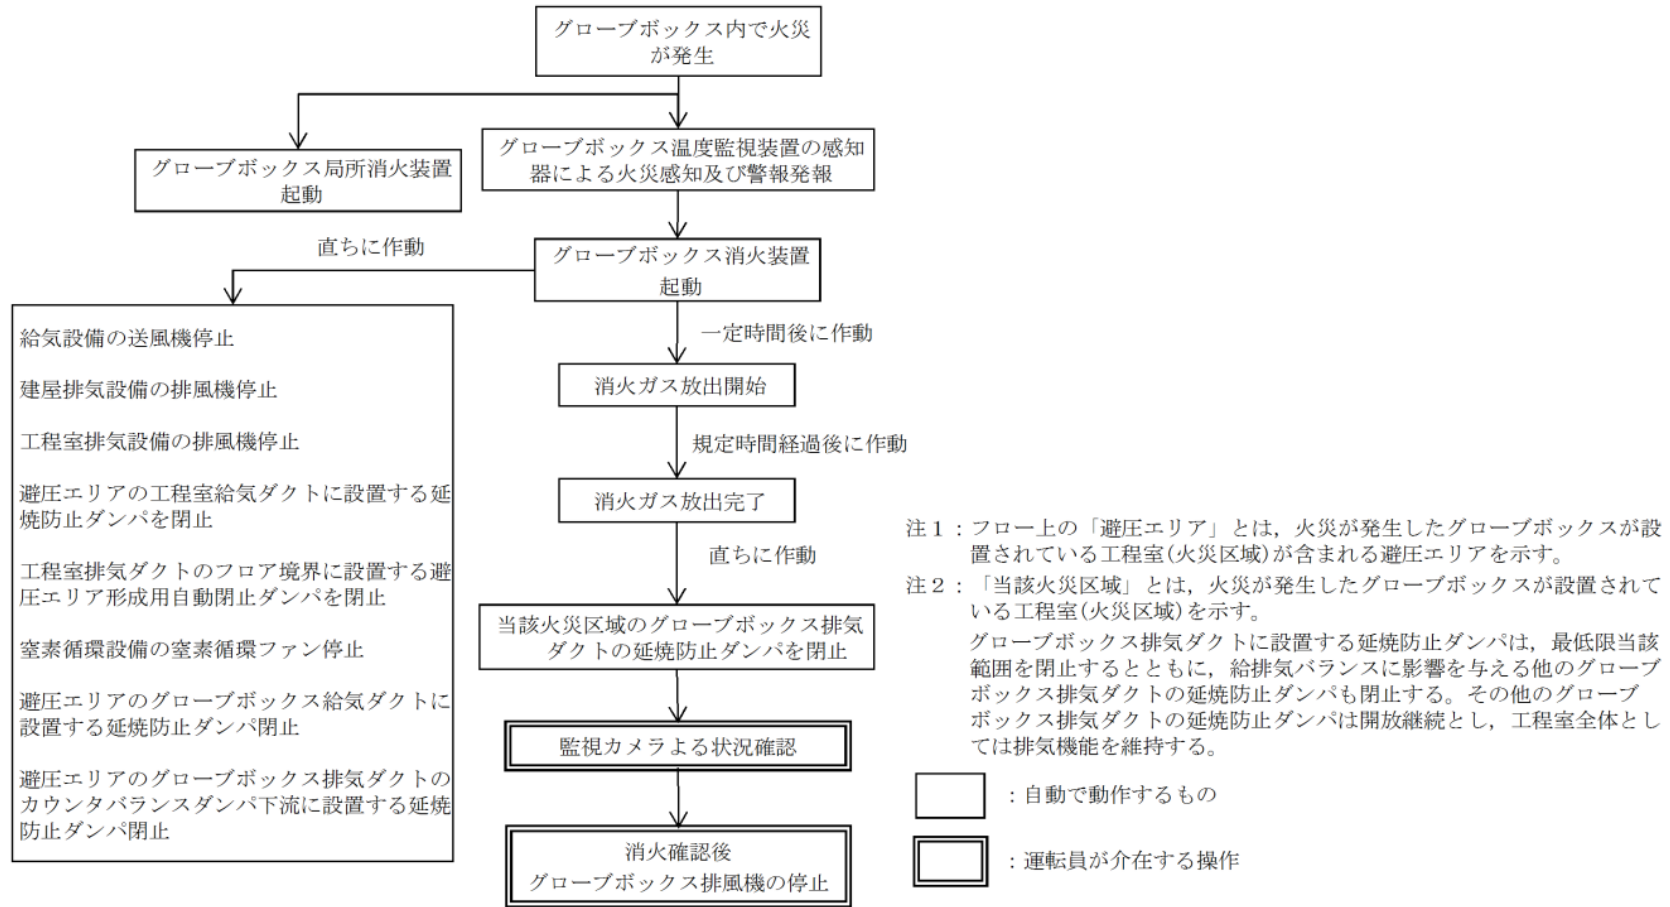 グローブボックス内で火災
が発生
グローブボックス局所消火装置
起動
グローブボックス温度監視装置の感知
器による火災感知及び警報発報
直ちに作動
グローブボックス消火装置
起動
給気設備の送風機停止
建屋排気設備の排風機停止
工程室排気設備の排風機停止
避圧エリアの工程室給気ダクトに設置する延
焼防止ダンパを閉止
工程室排気ダクトのフロア境界に設置する避
圧エリア形成用自動閉止ダンパを閉止
窒素循環設備の窒素循環ファン停止
避圧エリアのグローブボックス給気ダクトに
設置する延焼防止ダンパ閉止
避圧エリアのグローブボックス排気ダクトの
カウンタバランスダンパ下流に設置する延焼
防止ダンパ閉止
一定時間後に作動
消火ガス放出開始
規定時間経過後に作動
消火ガス放出完了
直ちに作動
当該火災区域のグローブボックス排気
ダクトの延焼防止ダンパを閉止
監視カメラよる状況確認
消火確認後
グローブボックス排風機の停止
注1：フロー上の「避圧エリア」とは，火災が発生したグローブボックスが設
置されている工程室(火災区域)が含まれる避圧エリアを示す。
注2：「当該火災区域」とは，火災が発生したグローブボックスが設置されて
いる工程室(火災区域)を示す。
グローブボックス排気ダクトに設置する延焼防止ダンパは，最低限当該
範囲を閉止するとともに，給排気バランスに影響を与える他のグローブ
ボックス排気ダクトの延焼防止ダンパも閉止する。その他のグローブ
ボックス排気ダクトの延焼防止ダンパは開放継続とし，工程室全体とし
ては排気機能を維持する。
：自動で動作するもの
：運転員が介在する操作